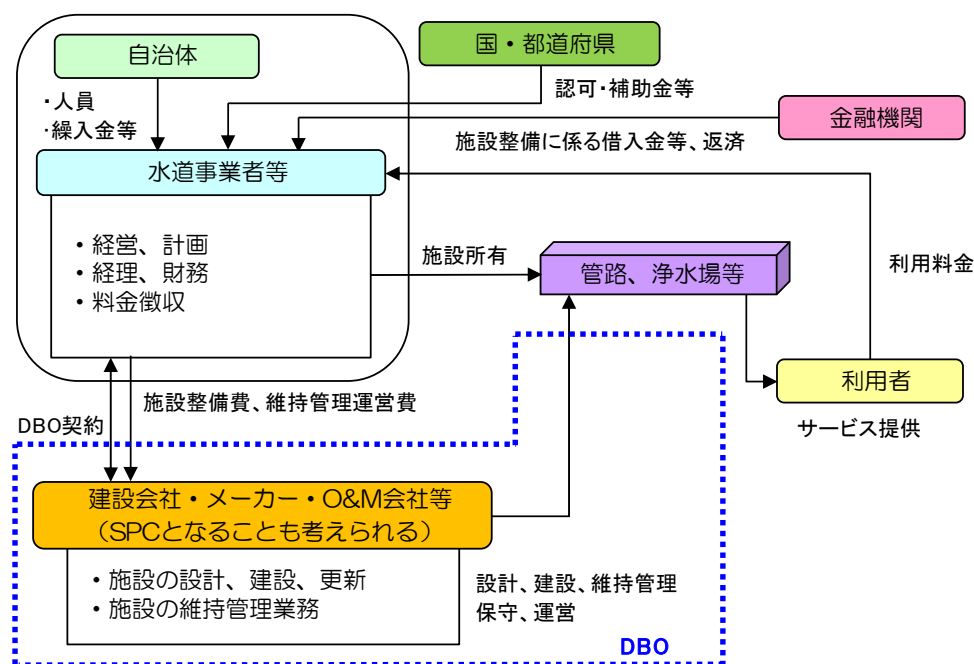 自治体
国・都道府県
・人員
・繰入金等
認可・補助金等
金融機関
施設整備に係る借入金等、返済
水道事業者等
・経営、計画
・経理、財務
・料金徴収
施設所有
管路、浄水場等
利用料金
利用者
サービス提供
施設整備費、維持管理運営費
DBO契約
建設会社・メーカー・O&M会社等
(SPCとなることも考えられる)
・施設の設計、建設、更新
・施設の維持管理業務
設計、建設、維持管理
保守、運営
DBO